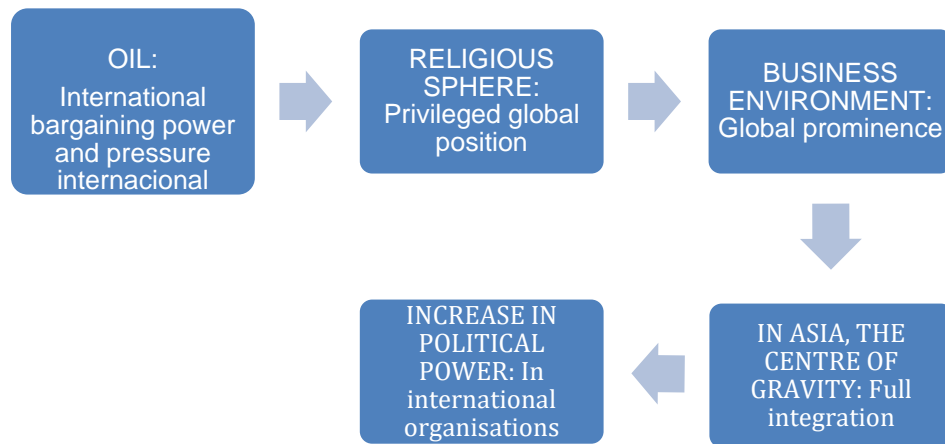 OIL:
International
bargaining power
and pressure
internacional
RELIGIOUS
SPHERE:
Privileged global
position
BUSINESS
ENVIRONMENT:
Global prominence
IN ASIA, THE
CENTRE OF
GRAVITY: Full
integration
INCREASE IN
POLITICAL
POWER: In
international
organisations